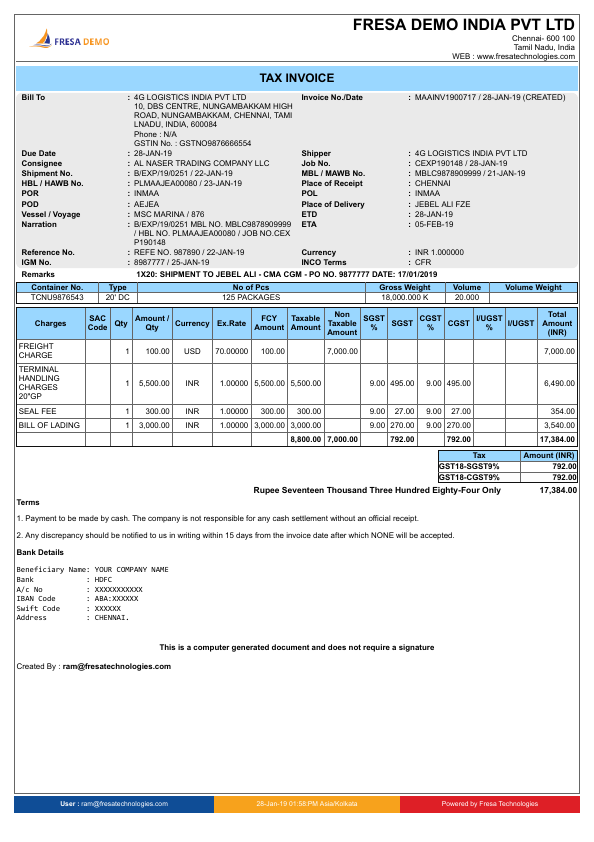 FRESA DEMO
FRESA DEMO INDIA PVT LTD
Chennai- 600 100
Tamil Nadu, India
WEB : www.fresatechnologies.com
TAX INVOICE
Bill To : 4G LOGISTICS INDIA PVT LTD
10, DBS CENTRE, NUNGAMBAKKAM HIGH
ROAD, NUNGAMBAKKAM, CHENNAI, TAMI
LNADU, INDIA, 600084
Phone : N/A
GSTIN No. : GSTNO9876666554
Invoice No./Date : MAAINV1900717 / 28-JAN-19 (CREATED)
Due Date : 28-JAN-19 Shipper : 4G LOGISTICS INDIA PVT LTD
Consignee : AL NASER TRADING COMPANY LLC Job No. : CEXP190148 / 28-JAN-19
Shipment No. : B/EXP/19/0251 / 22-JAN-19 MBL / MAWB No. : MBLC9878909999 / 21-JAN-19
HBL / HAWB No. : PLMAAJEA00080 / 23-JAN-19 Place of Receipt : CHENNAI
POR : INMAA POL : INMAA
POD : AEJEA Place of Delivery : JEBEL ALI FZE
Vessel / Voyage : MSC MARINA / 876 ETD : 28-JAN-19
Narration : B/EXP/19/0251 MBL NO. MBLC9878909999 ETA : 05-FEB-19
/ HBL NO. PLMAAJEA00080 / JOB NO.CEX
P190148
Reference No. : REFE NO. 987890 / 22-JAN-19 Currency : INR 1.000000
IGM No. : 8987777 / 25-JAN-19 INCO Terms : CFR
Remarks 1X20: SHIPMENT TO JEBEL ALI - CMA CGM - PO NO. 9877777 DATE: 17/01/2019
Container No. Type No of Pcs Gross Weight Volume Volume Weight
TCNU9876543 20' DC 125 PACKAGES 18,000.000 K 20.000
Charges SAC Code Qty Amount / Qty Currency Ex.Rate FCY Amount Taxable Amount Non Taxable Amount SGST % SGST CGST % CGST I/UGST % I/UGST Total Amount (INR)
FREIGHT CHARGE 1 100.00 USD 70.00000 100.00 7,000.00 7,000.00
TERMINAL HANDLING CHARGES 20"GP 1 5,500.00 INR 1.00000 5,500.00 5,500.00 9.00 495.00 9.00 495.00 6,490.00
SEAL FEE 1 300.00 INR 1.00000 300.00 300.00 9.00 27.00 9.00 27.00 354.00
BILL OF LADING 1 3,000.00 INR 1.00000 3,000.00 3,000.00 9.00 270.00 9.00 270.00 3,540.00
8,800.00 7,000.00 792.00 792.00 17,384.00
Tax Amount (INR)
GST18-SGST9% 792.00
GST18-CGST9% 792.00
Rupee Seventeen Thousand Three Hundred Eighty-Four Only 17,384.00
Terms
1. Payment to be made by cash. The company is not responsible for any cash settlement without an official receipt.
2. Any discrepancy should be notified to us in writing within 15 days from the invoice date after which NONE will be accepted.
Bank Details
Beneficiary Name: YOUR COMPANY NAME
Bank : HDFC
A/c No : XXXXXXXXXXX
IBAN Code : ABA:XXXXXX
Swift Code : XXXXXX
Address : CHENNAI.
This is a computer generated document and does not require a signature
Created By : ram@fresatechnologies.com
User : ram@fresatechnologies.com 28-Jan-19 01:58:PM Asia/Kolkata Powered by Fresa Technologies